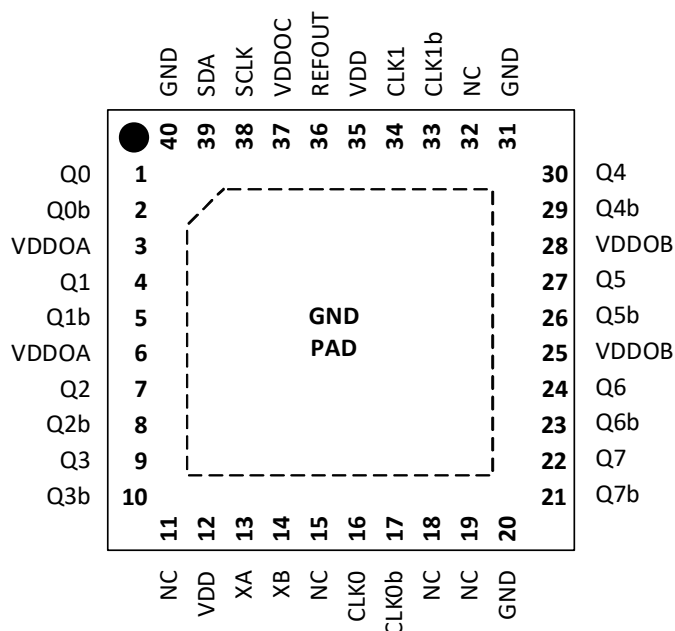 GND SDA SCLK VDDOC REFOUT VDD CLK1 CLK1b NC GND
40 39 38 37 36 35 34 33 32 31
Q0 1 30 Q4
Q0b 2 29 Q4b
VDDOA 3 28 VDDOB
Q1 4 27 Q5
Q1b 5 26 Q5b
VDDOA 6 25 VDDOB
Q2 7 24 Q6
Q2b 8 23 Q6b
Q3 9 22 Q7
Q3b 10 21 Q7b
GND
PAD
11 12 13 14 15 16 17 18 19 20
NC VDD XA XB NC CLK0 CLK0b NC NC GND